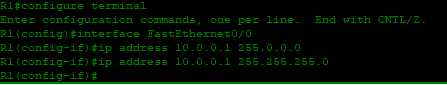 R1#configure terminal
Enter configuration commands, one per line.  End with CNTL/Z.
R1(config)#interface FastEthernet0/0
R1(config-if)#ip address 10.0.0.1 255.0.0.0
R1(config-if)#ip address 10.0.0.1 255.255.255.0
R1(config-if)#